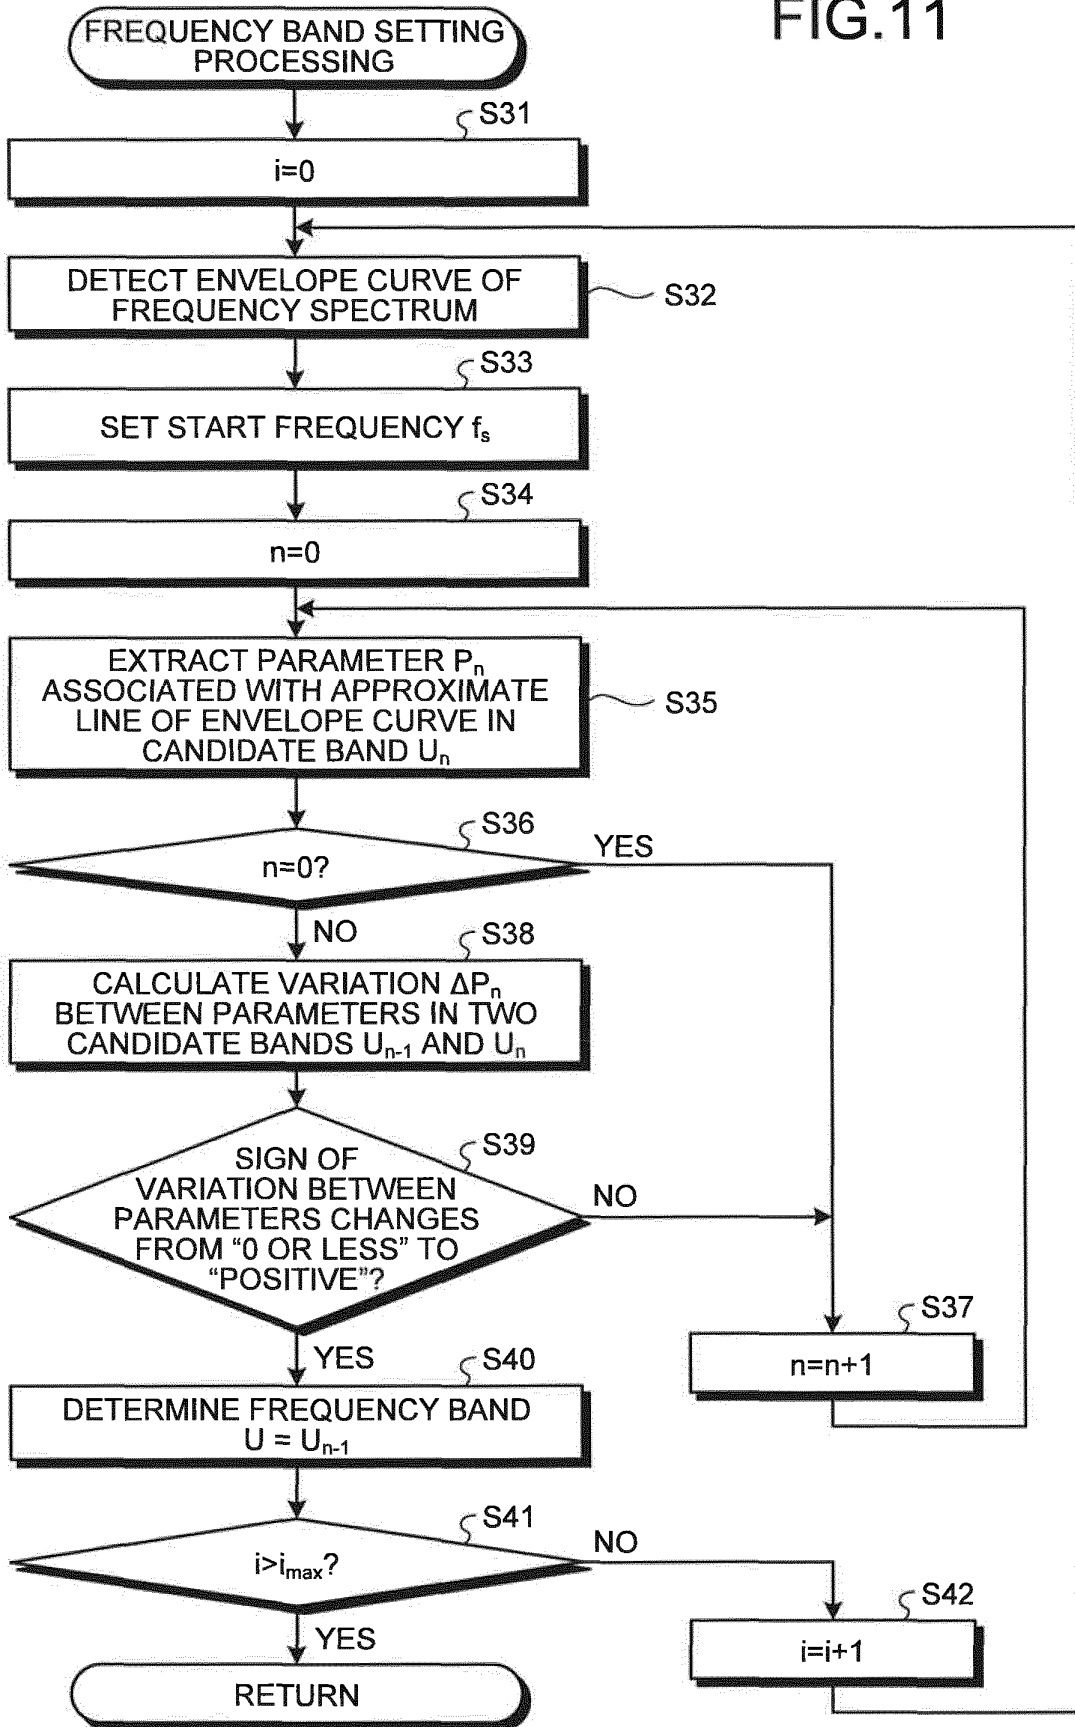 FIG.11
FREQUENCY BAND SETTING
PROCESSING
S31
i=0
DETECT ENVELOPE CURVE OF
FREQUENCY SPECTRUM
S32
S33
SET START FREQUENCY fs
S34
n=0
EXTRACT PARAMETER Pn
ASSOCIATED WITH APPROXIMATE
LINE OF ENVELOPE CURVE IN
CANDIDATE BAND Un
S35
S36
n=0?
YES
NO
S38
CALCULATE VARIATION ΔPn
BETWEEN PARAMETERS IN TWO
CANDIDATE BANDS Un-1 AND Un
S39
SIGN OF
VARIATION BETWEEN
PARAMETERS CHANGES
FROM “0 OR LESS” TO
“POSITIVE”?
NO
S37
n=n+1
YES
S40
DETERMINE FREQUENCY BAND
U = Un-1
S41
i>imax?
NO
S42
i=i+1
YES
RETURN